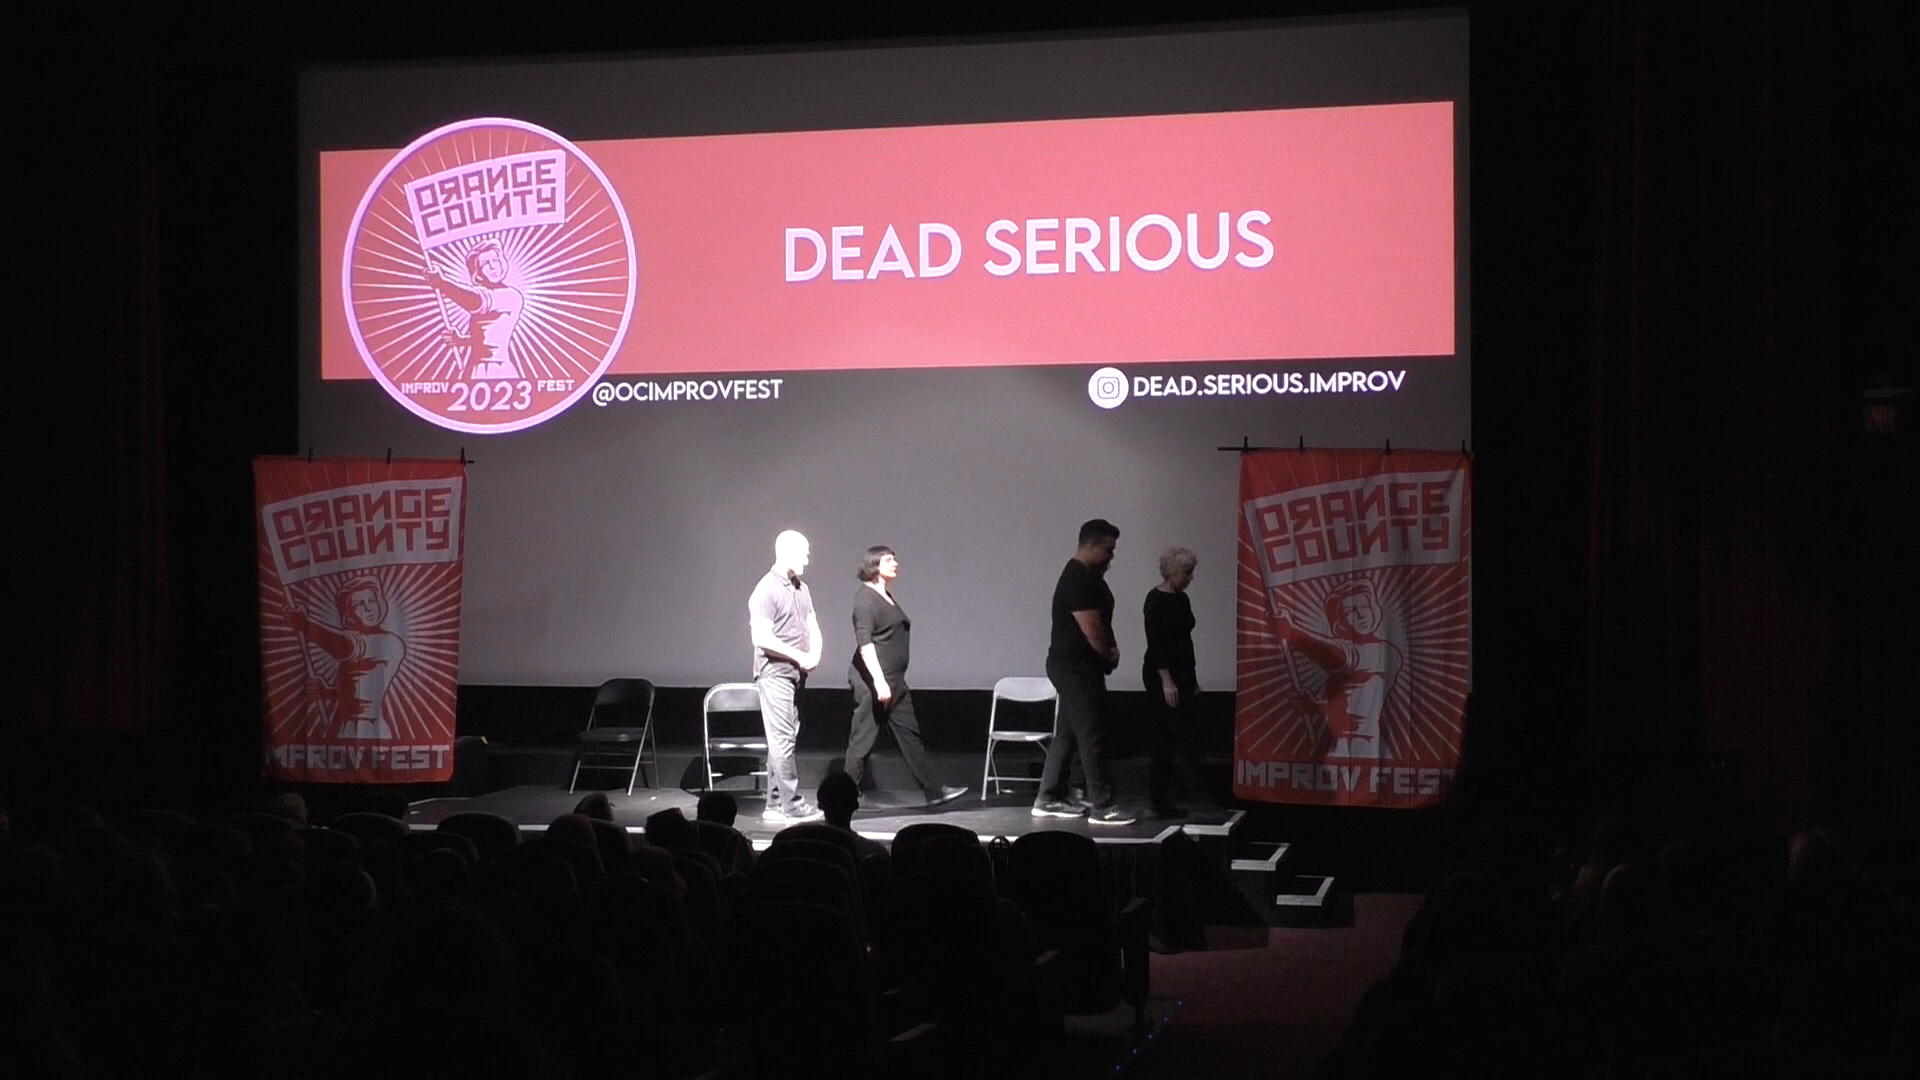 ORANGE
COUNTY
IMPROV 2023 FEST
DEAD SERIOUS
@OCIMPROVFEST
DEAD.SERIOUS.IMPROV
ORANGE
COUNTY
IMPROV FEST
ORANGE
COUNTY
IMPROV FEST